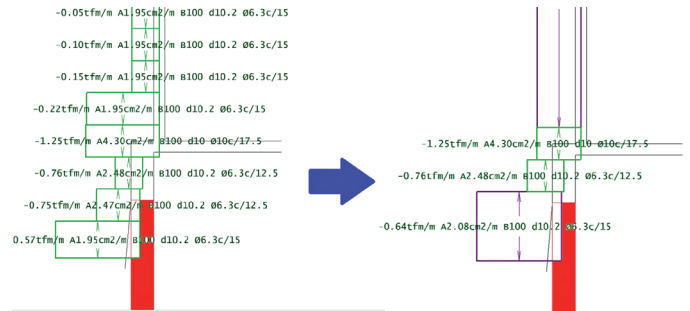 -0.05tfm/m A1.95cm2/m B100 d10.2 Ø6.3c/15
-0.10tfm/m A1.95cm2/m B100 d10.2 Ø6.3c/15
-0.15tfm/m A1.95cm2/m B100 d10.2 Ø6.3c/15
-0.22tfm/m A1.95cm2/m B100 d10.2 Ø6.3c/15
-1.25tfm/m A4.30cm2/m B100 d10 Ø10c/17.5
-0.76tfm/m A2.48cm2/m B100 d10.2 Ø6.3c/12.5
-0.75tfm/m A2.47cm2/m B100 d10.2 Ø6.3c/12.5
0.57tfm/m A1.95cm2/m B100 d10.2 Ø6.3c/15
-1.25tfm/m A4.30cm2/m B100 d10 Ø10c/17.5
-0.76tfm/m A2.48cm2/m B100 d10.2 Ø6.3c/12.5
-0.64tfm/m A2.08cm2/m B100 d10.2 Ø6.3c/15